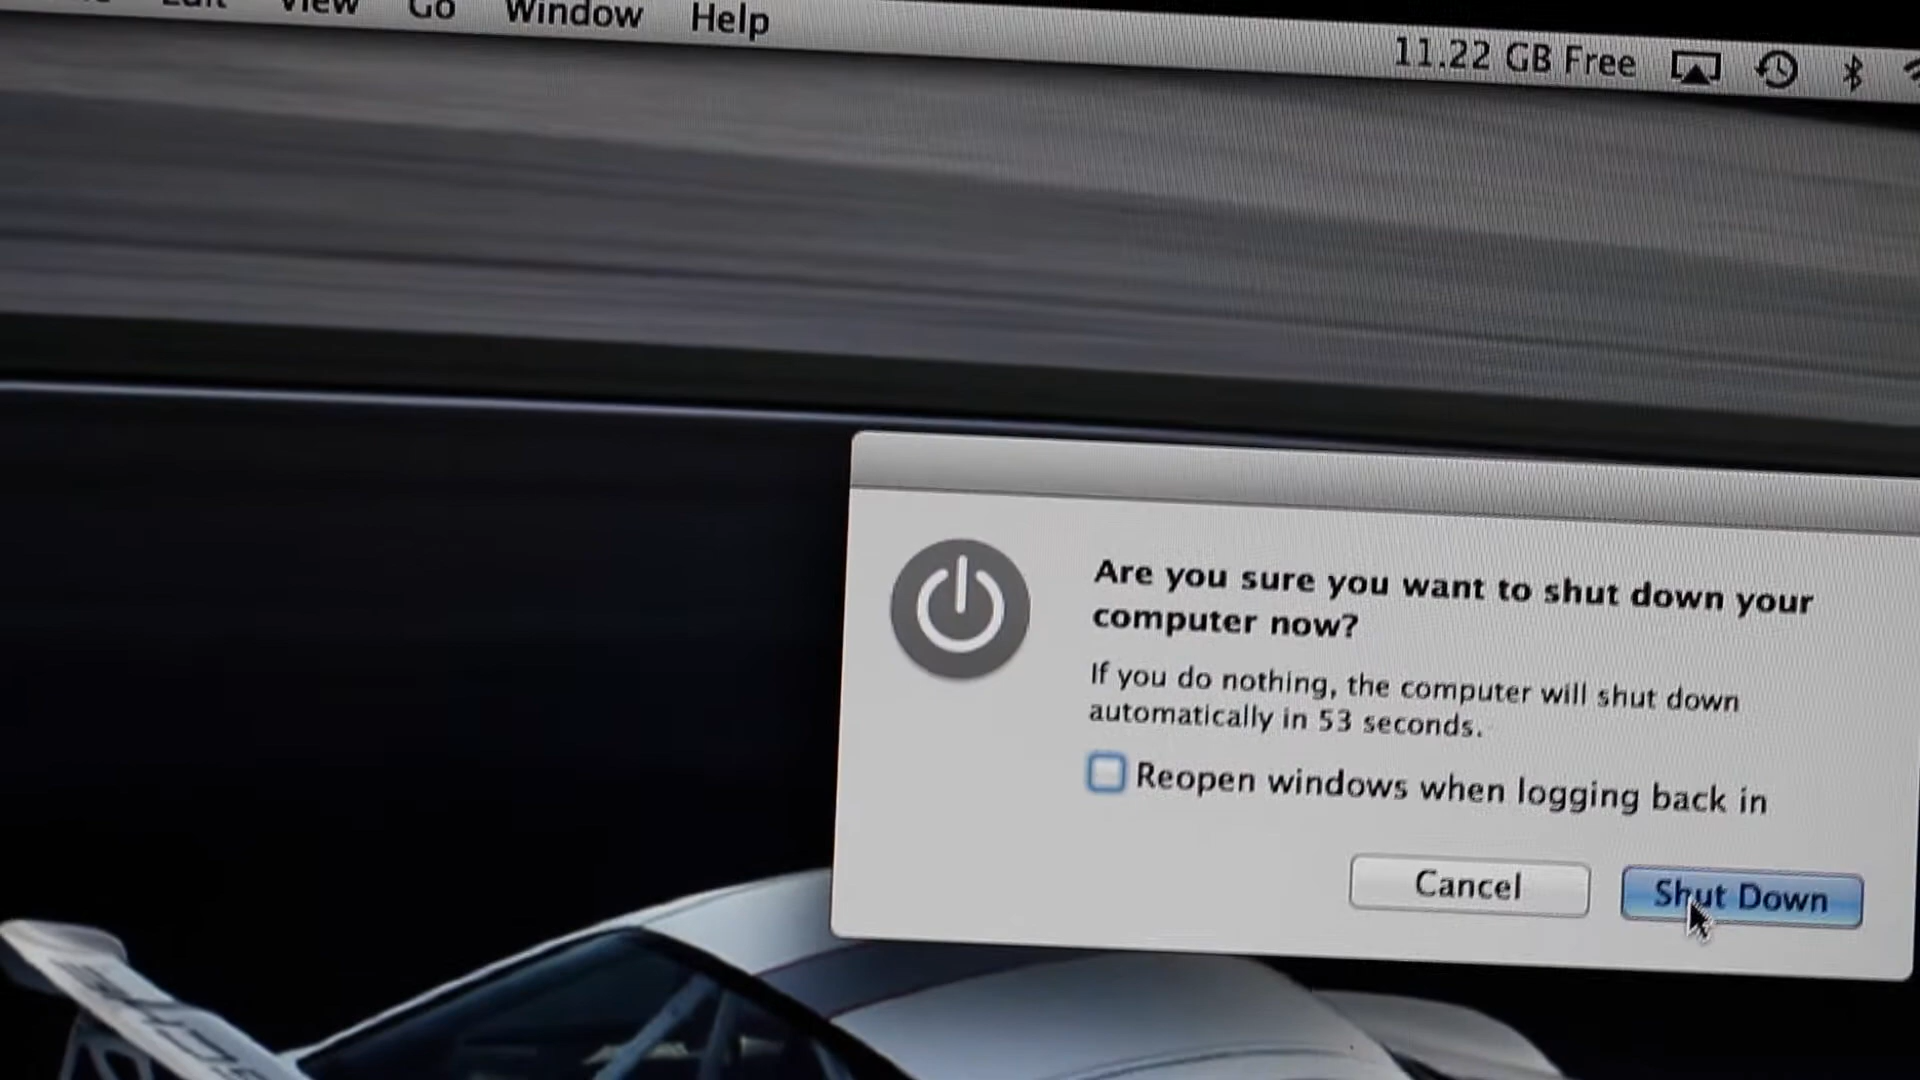 Edit View Go Window Help
11.22 GB Free
Are you sure you want to shut down your
computer now?
If you do nothing, the computer will shut down
automatically in 53 seconds.
Reopen windows when logging back in
Cancel
Shut Down